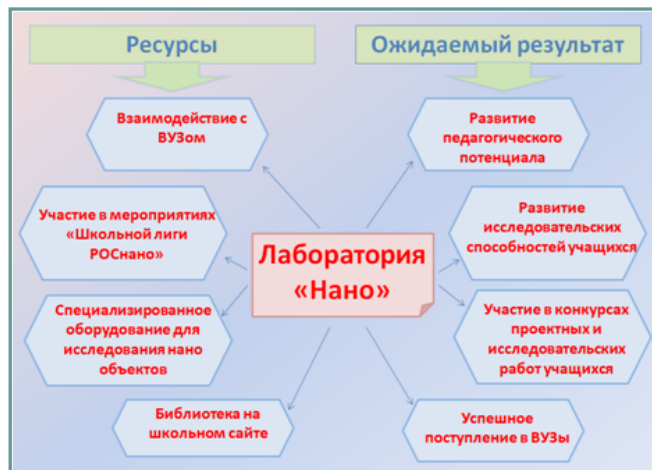 Ресурсы
Ожидаемый результат
Взаимодействие с
ВУЗом
Развитие
педагогического
потенциала
Участие в мероприятиях
«Школьной лиги
РОСнано»
Развитие
исследовательских
способностей учащихся
Лаборатория
«Нано»
Специализированное
оборудование для
исследования нано
объектов
Участие в конкурсах
проектных и
исследовательских
работ учащихся
Библиотека на
школьном сайте
Успешное
поступление в ВУЗы